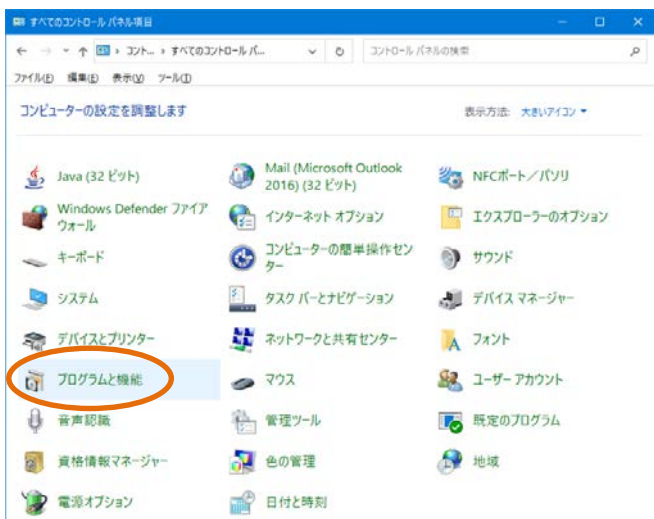 すべてのコントロール パネル項目
コント... › すべてのコントロール パ...
コントロール パネルの検索
ファイル(F) 編集(E) 表示(V) ツール(T)
コンピューターの設定を調整します
表示方法: 大きいアイコン
Java (32 ビット)
Mail (Microsoft Outlook
2016) (32 ビット)
NFCポート／パソリ
Windows Defender ファイア
ウォール
インターネット オプション
エクスプローラーのオプション
キーボード
コンピューターの簡単操作セン
ター
サウンド
システム
タスク バーとナビゲーション
デバイス マネージャー
デバイスとプリンター
ネットワークと共有センター
フォント
プログラムと機能
マウス
ユーザー アカウント
音声認識
管理ツール
既定のプログラム
資格情報マネージャー
色の管理
地域
電源オプション
日付と時刻